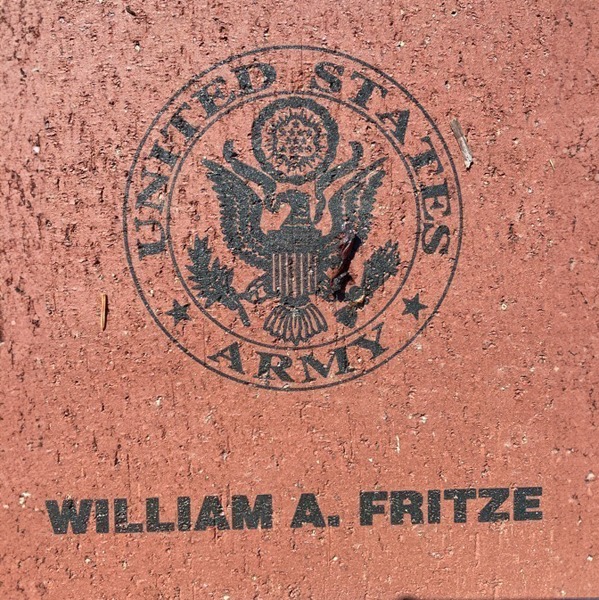 UNITED STATES
ARMY
WILLIAM A. FRITZE